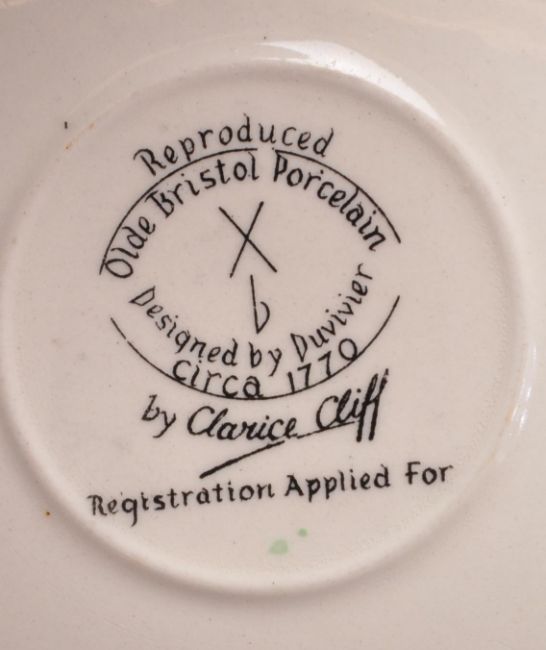 Reproduced
Olde Bristol Porcelain
X
b
Designed by Duvivier
circa 1770
by Clarice Cliff
Registration Applied For